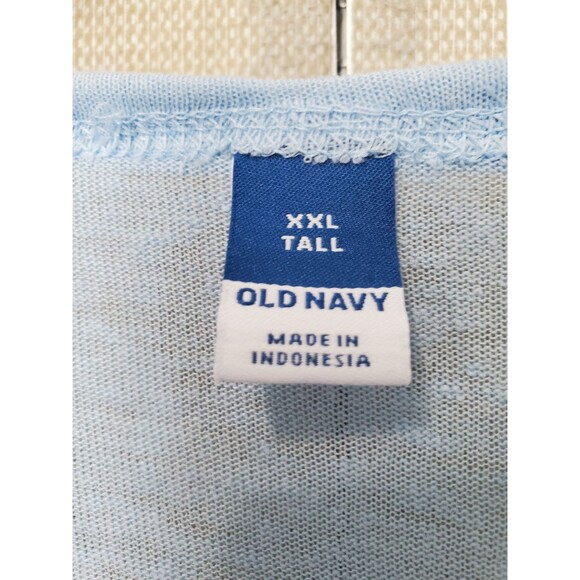 XXL
TALL
OLD NAVY
MADE IN
INDONESIA